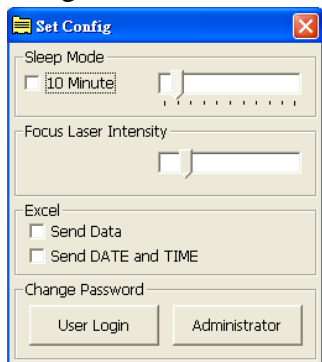 Set Config
Sleep Mode
10 Minute
Focus Laser Intensity
Excel
Send Data
Send DATE and TIME
Change Password
User Login
Administrator